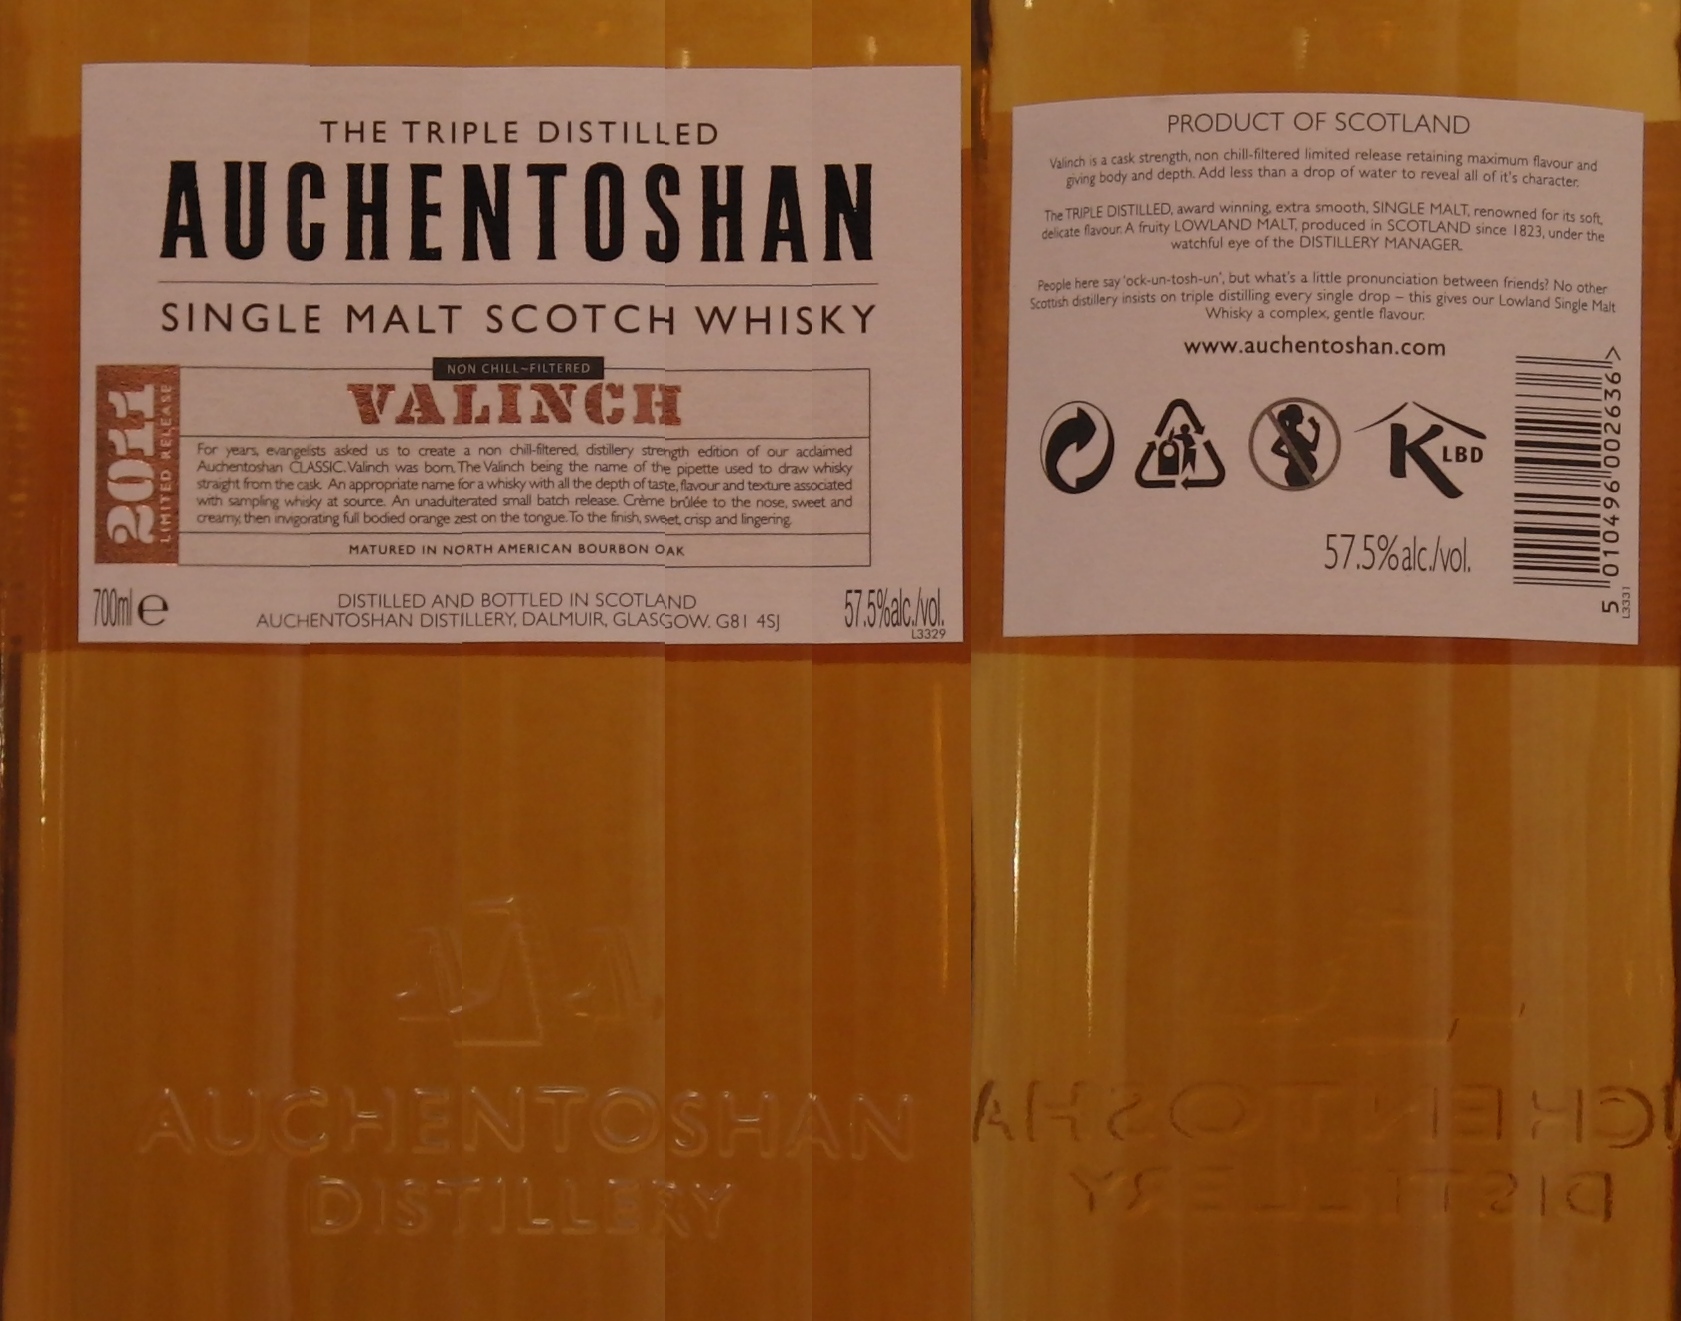 THE TRIPLE DISTILLED
AUCHENTOSHAN
SINGLE MALT SCOTCH WHISKY
2011
LIMITED RELEASE
NON CHILL~FILTERED
VALINCH
For years, evangelists asked us to create a non chill-filtered, distillery strength edition of our acclaimed
Auchentoshan CLASSIC. Valinch was born. The Valinch being the name of the pipette used to draw whisky
straight from the cask. An appropriate name for a whisky with all the depth of taste, flavour and texture associated
with sampling whisky at source. An unadulterated small batch release. Crème brûlée to the nose, sweet and
creamy, then invigorating full bodied orange zest on the tongue. To the finish, sweet, crisp and lingering.
MATURED IN NORTH AMERICAN BOURBON OAK
700ml e
DISTILLED AND BOTTLED IN SCOTLAND
AUCHENTOSHAN DISTILLERY, DALMUIR, GLASGOW. G81 4SJ
57.5%alc./vol.
L3329
AUCHENTOSHAN
DISTILLERY
PRODUCT OF SCOTLAND
Valinch is a cask strength, non chill-filtered limited release retaining maximum flavour and
giving body and depth. Add less than a drop of water to reveal all of it's character.
The TRIPLE DISTILLED, award winning, extra smooth, SINGLE MALT, renowned for its soft,
delicate flavour. A fruity LOWLAND MALT, produced in SCOTLAND since 1823, under the
watchful eye of the DISTILLERY MANAGER.
People here say 'ock-un-tosh-un', but what's a little pronunciation between friends? No other
Scottish distillery insists on triple distilling every single drop – this gives our Lowland Single Malt
Whisky a complex, gentle flavour.
www.auchentoshan.com
K LBD
57.5%alc./vol.
5 010496 002636 >
L3331
UCHENTOSHA
DISTILLERY